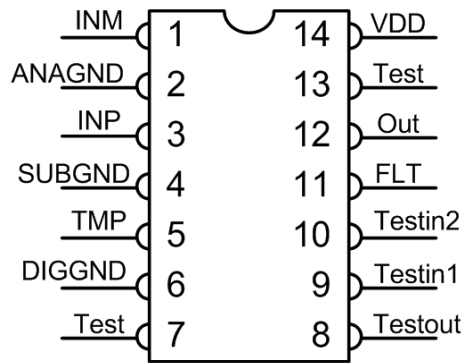 INM 1 14 VDD
ANAGND 2 13 Test
INP 3 12 Out
SUBGND 4 11 FLT
TMP 5 10 Testin2
DIGGND 6 9 Testin1
Test 7 8 Testout